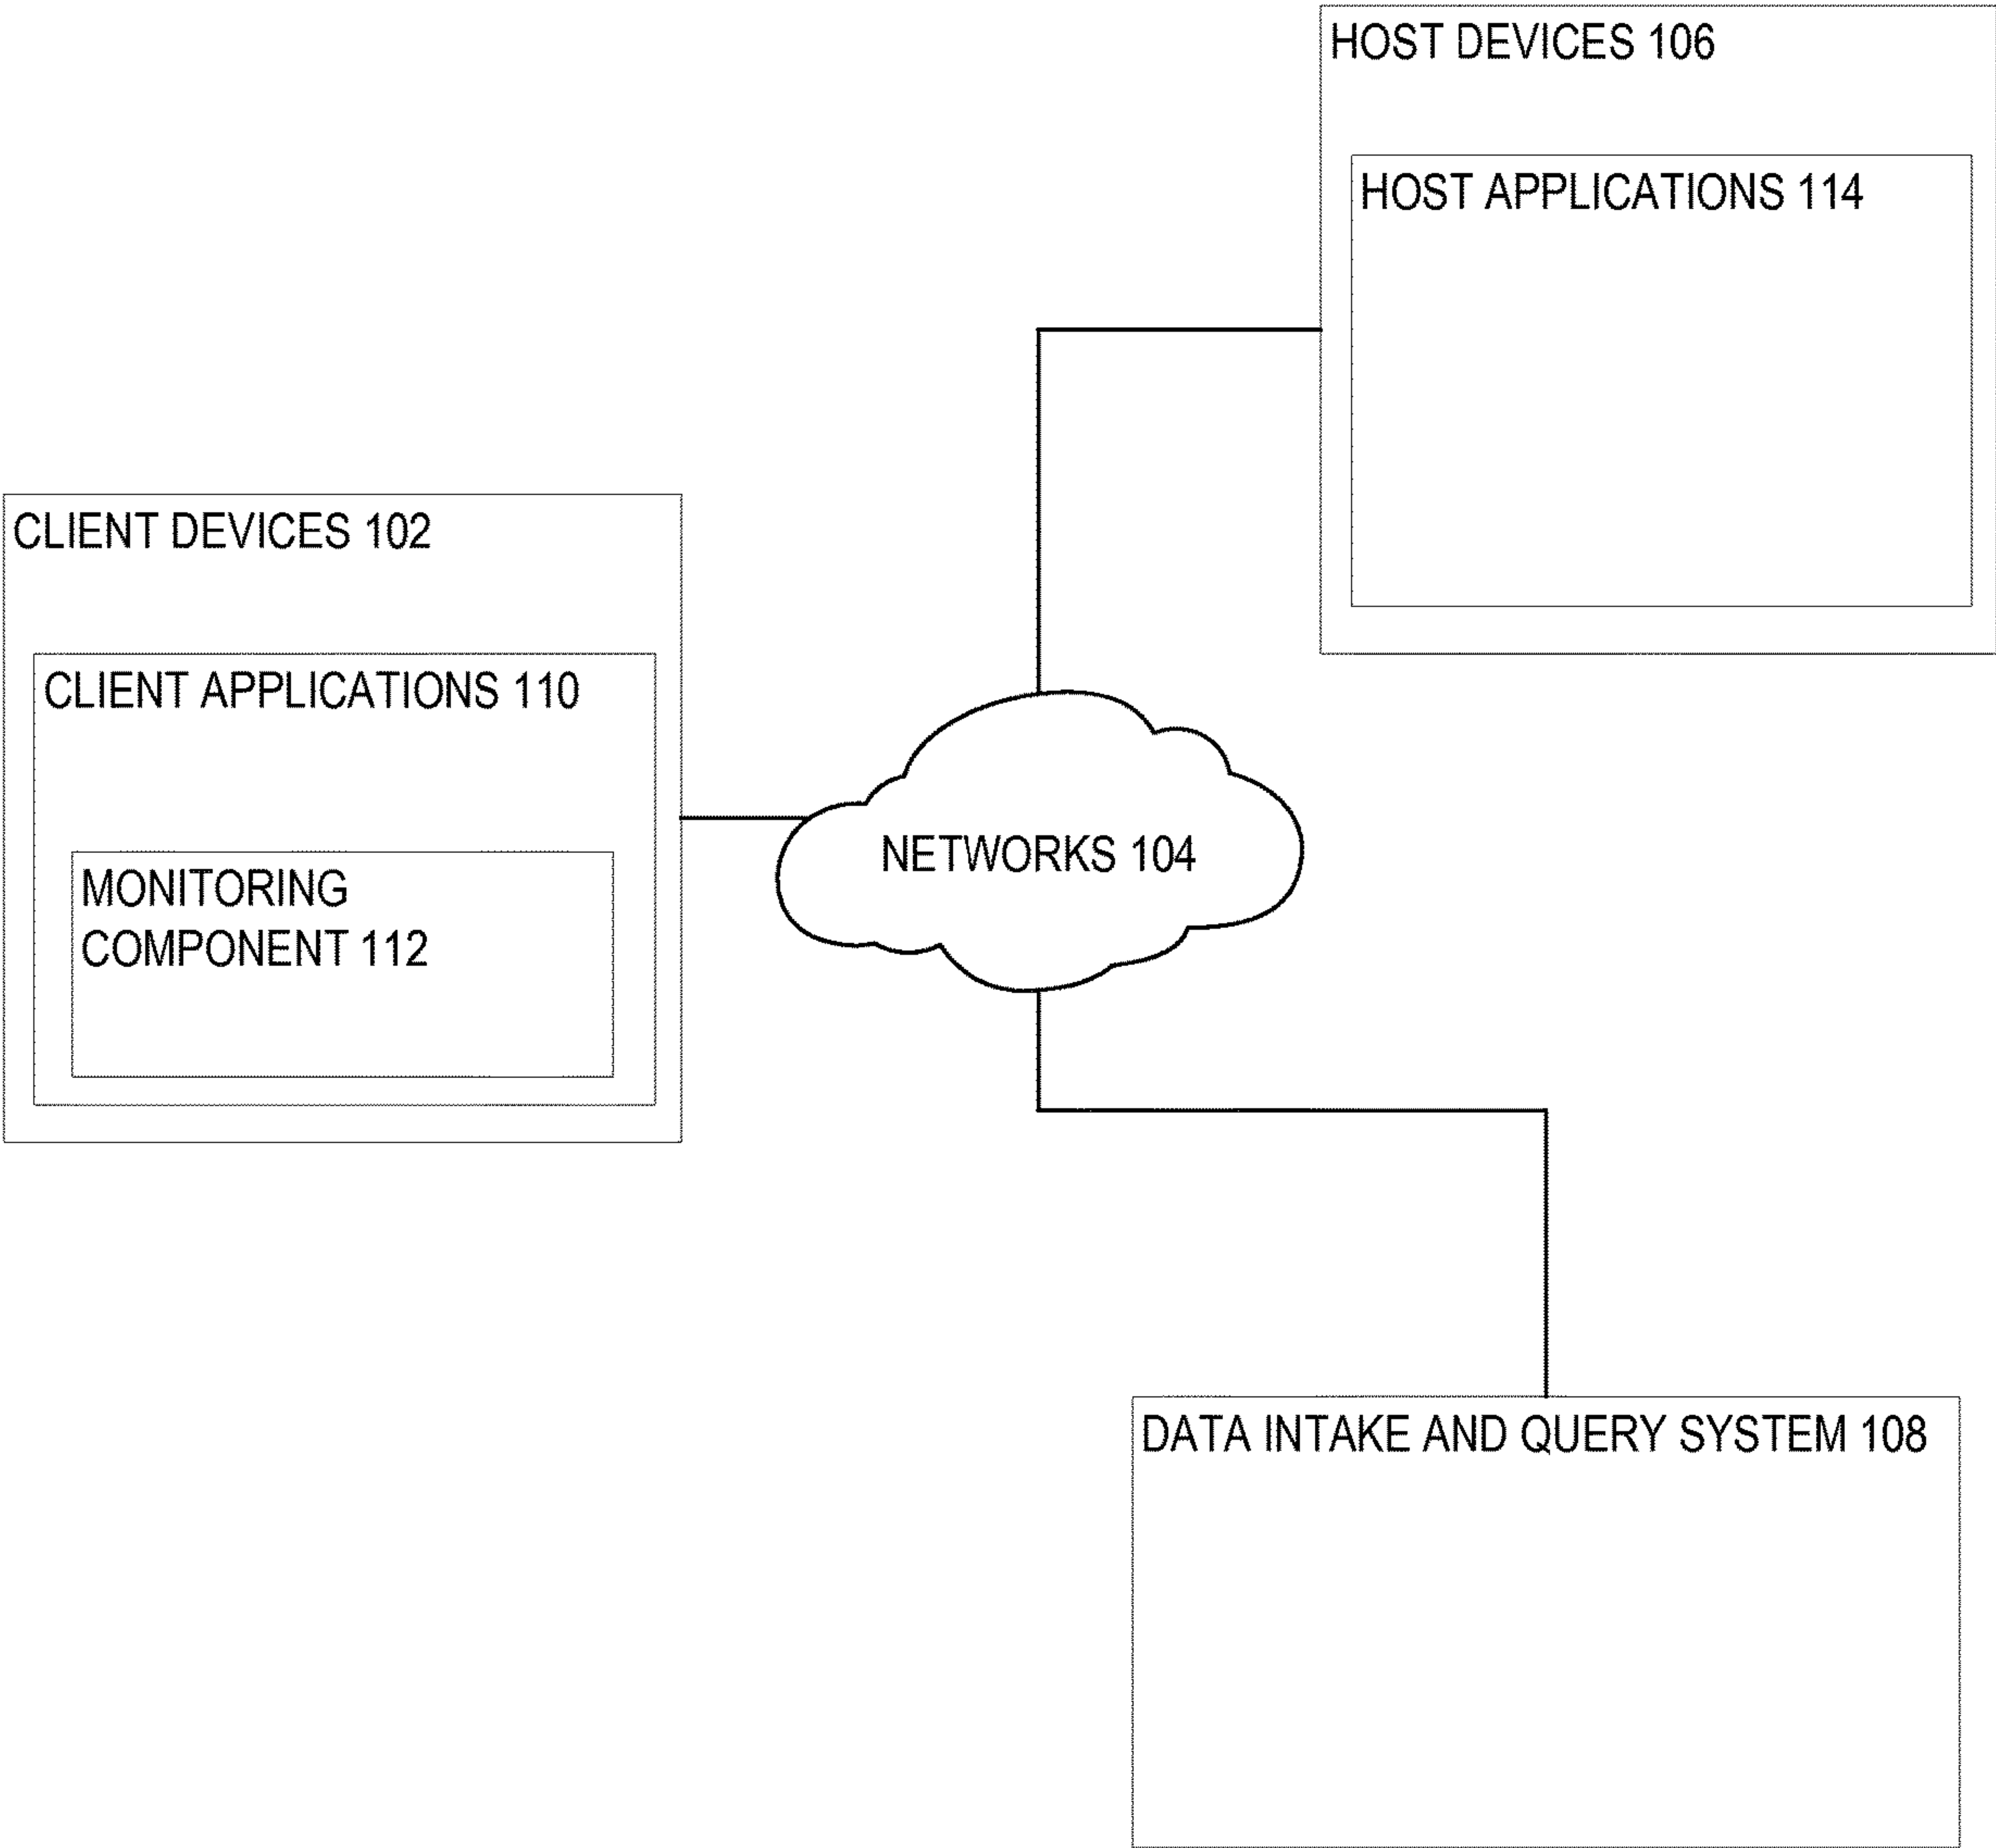 HOST DEVICES 106
HOST APPLICATIONS 114
CLIENT DEVICES 102
CLIENT APPLICATIONS 110
MONITORING
COMPONENT 112
NETWORKS 104
DATA INTAKE AND QUERY SYSTEM 108